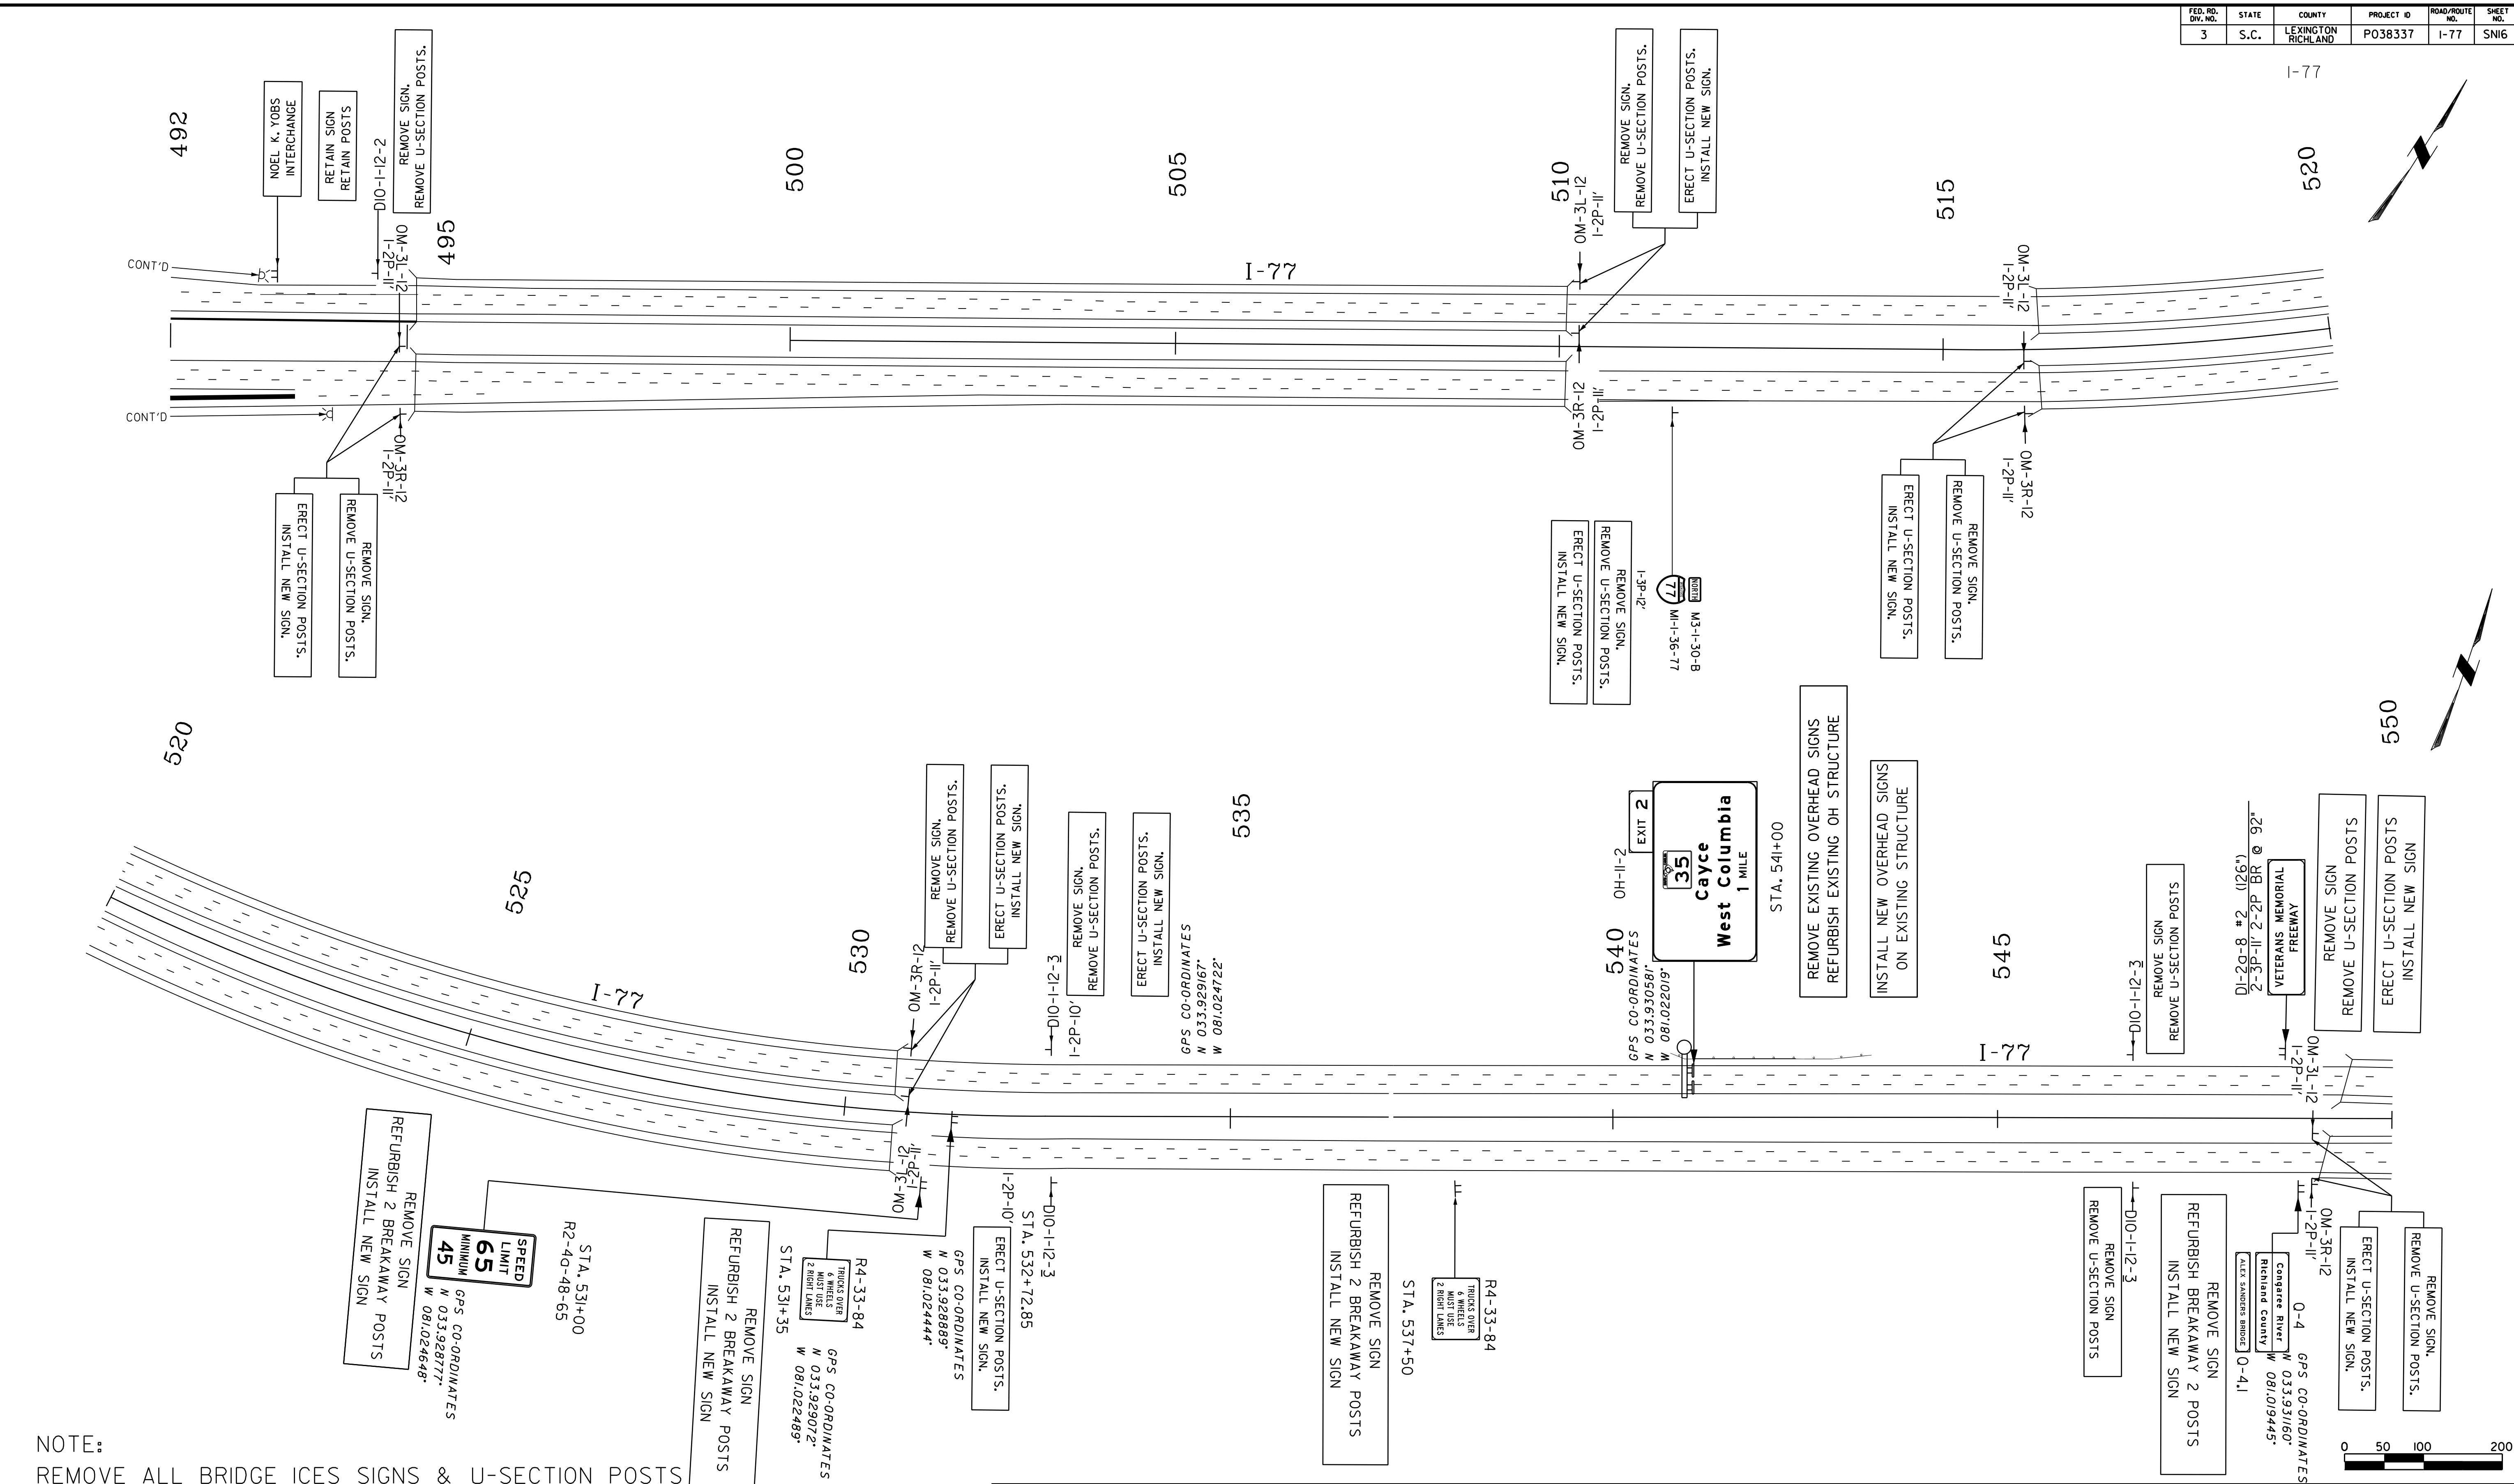 FED. RD. DIV. NO.
STATE
COUNTY
PROJECT ID
ROAD/ROUTE NO.
SHEET NO.
3
S.C.
LEXINGTON RICHLAND
P038337
I-77
SN16
I-77
492
NOEL K. YOBS
INTERCHANGE
RETAIN SIGN
RETAIN POSTS
D10-1-12-2
REMOVE SIGN.
REMOVE U-SECTION POSTS.
495
OM-3L-12
1-2P-11'
CONT'D
CONT'D
OM-3R-12
1-2P-11'
ERECT U-SECTION POSTS.
INSTALL NEW SIGN.
REMOVE SIGN.
REMOVE U-SECTION POSTS.
500
505
I-77
510
OM-3L-12
1-2P-11'
REMOVE SIGN.
REMOVE U-SECTION POSTS.
ERECT U-SECTION POSTS.
INSTALL NEW SIGN.
OM-3R-12
1-2P-11'
ERECT U-SECTION POSTS.
INSTALL NEW SIGN.
REMOVE SIGN.
REMOVE U-SECTION POSTS.
1-3P-12'
NORTH
77
M3-1-30-B
M1-1-36-77
515
520
OM-3L-12
1-2P-11'
OM-3R-12
1-2P-11'
ERECT U-SECTION POSTS.
INSTALL NEW SIGN.
REMOVE SIGN.
REMOVE U-SECTION POSTS.
520
525
I-77
530
OM-3R-12
1-2P-11'
REMOVE SIGN.
REMOVE U-SECTION POSTS.
ERECT U-SECTION POSTS.
INSTALL NEW SIGN.
D10-1-12-3
1-2P-10'
REMOVE SIGN.
REMOVE U-SECTION POSTS.
ERECT U-SECTION POSTS.
INSTALL NEW SIGN.
GPS CO-ORDINATES
N 033.929167°
W 081.024722°
535
540
GPS CO-ORDINATES
N 033.930581°
W 081.022019°
OH-11-2
EXIT 2
35
Cayce
West Columbia
1 MILE
STA. 541+00
REMOVE EXISTING OVERHEAD SIGNS
REFURBISH EXISTING OH STRUCTURE
INSTALL NEW OVERHEAD SIGNS
ON EXISTING STRUCTURE
545
I-77
D10-1-12-3
REMOVE SIGN
REMOVE U-SECTION POSTS
D1-2a-8 #2 (126")
2-3P-11' 2-2P BR @ 92"
VETERANS MEMORIAL
FREEWAY
REMOVE SIGN
REMOVE U-SECTION POSTS
ERECT U-SECTION POSTS
INSTALL NEW SIGN
550
OM-3L-12
1-2P-11'
REMOVE SIGN
REFURBISH 2 BREAKAWAY POSTS
INSTALL NEW SIGN
SPEED
LIMIT
65
MINIMUM
45
GPS CO-ORDINATES
N 033.928777°
W 081.024648°
STA. 531+00
R2-4a-48-65
OM-3L-12
1-2P-11'
REMOVE SIGN
REFURBISH 2 BREAKAWAY POSTS
INSTALL NEW SIGN
STA. 531+35
TRUCKS OVER
6 WHEELS
MUST USE
2 RIGHT LANES
R4-33-84
GPS CO-ORDINATES
N 033.929072°
W 081.022489°
GPS CO-ORDINATES
N 033.928889°
W 081.024444°
ERECT U-SECTION POSTS.
INSTALL NEW SIGN.
1-2P-10'
STA. 532+72.85
D10-1-12-3
REMOVE SIGN
REFURBISH 2 BREAKAWAY POSTS
INSTALL NEW SIGN
STA. 537+50
TRUCKS OVER
6 WHEELS
MUST USE
2 RIGHT LANES
R4-33-84
REMOVE SIGN
REMOVE U-SECTION POSTS
D10-1-12-3
REMOVE SIGN
REFURBISH BREAKAWAY 2 POSTS
INSTALL NEW SIGN
Congaree River
Richland County
ALEX SANDERS BRIDGE
Q-4
Q-4.1
GPS CO-ORDINATES
N 033.931160°
W 081.019445°
OM-3R-12
1-2P-11'
ERECT U-SECTION POSTS.
INSTALL NEW SIGN.
REMOVE SIGN.
REMOVE U-SECTION POSTS.
NOTE:
REMOVE ALL BRIDGE ICES SIGNS & U-SECTION POSTS
0 50 100 200